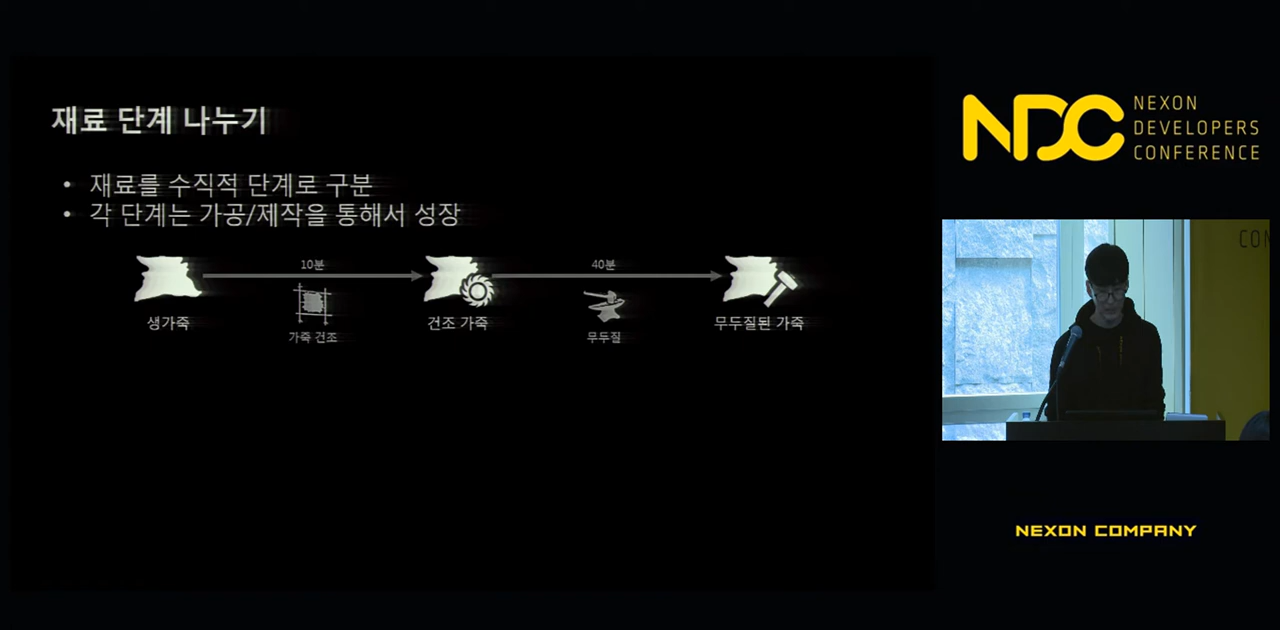 재료 단계 나누기
• 재료를 수직적 단계로 구분
• 각 단계는 가공/제작을 통해서 성장
10분
40분
생가죽
가죽 건조
건조 가죽
무두질
무두질된 가죽
NDC
NEXON
DEVELOPERS
CONFERENCE
NEXON COMPANY